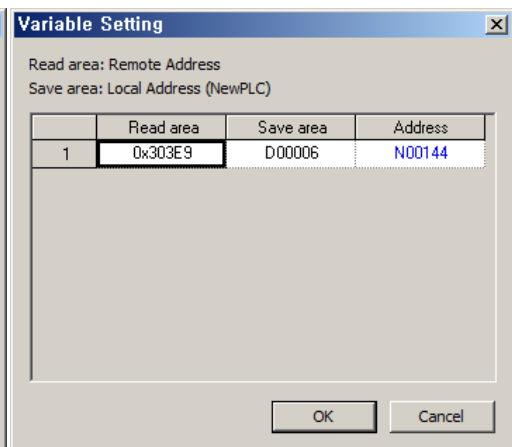 Variable Setting
Read area: Remote Address
Save area: Local Address (NewPLC)
Read area Save area Address
1 0x303E9 D00006 N00144
OK Cancel